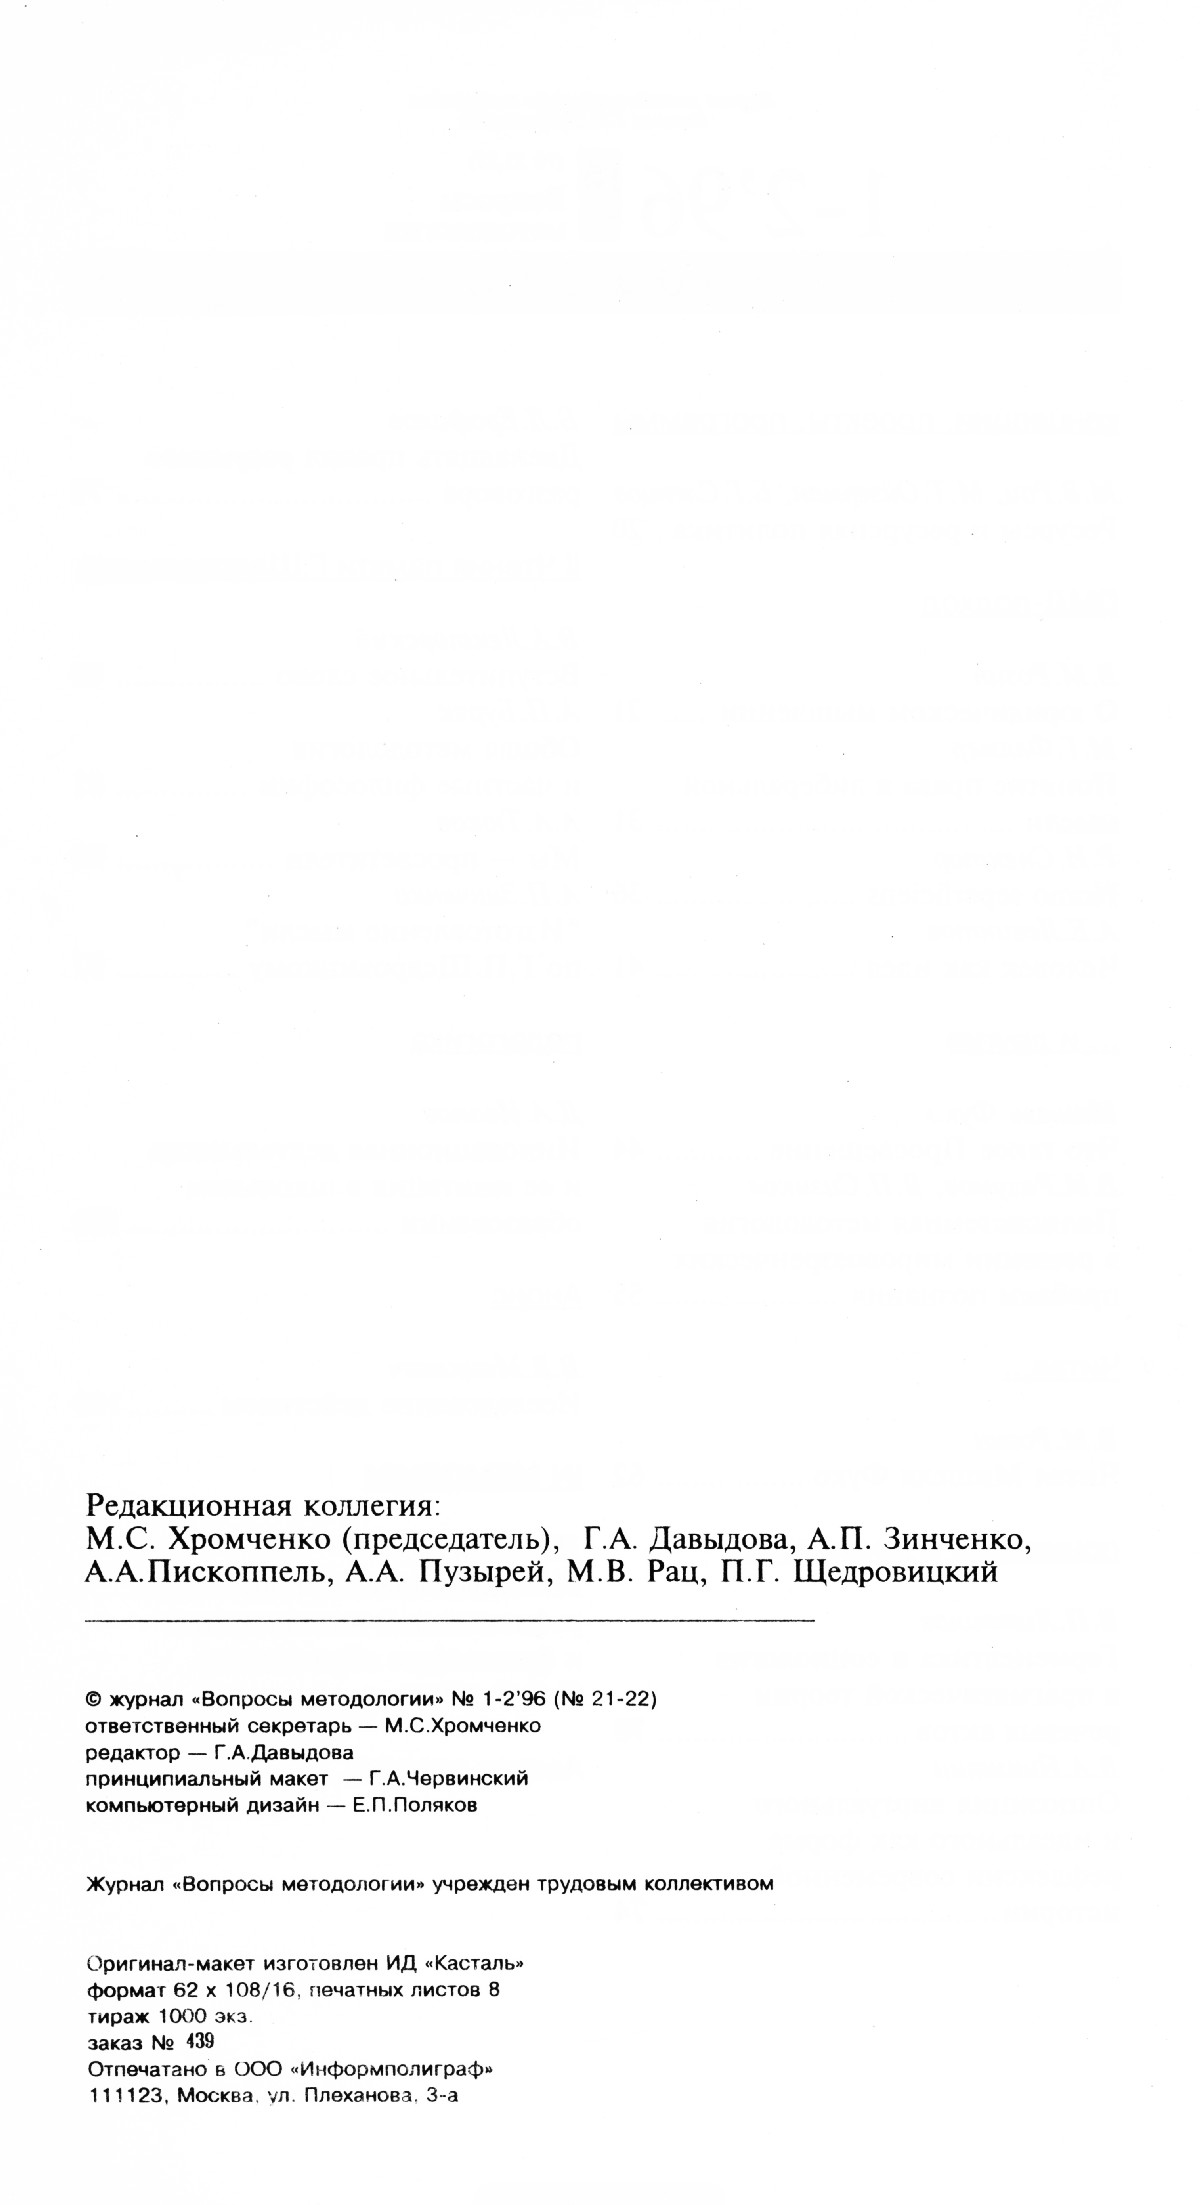 Редакционная коллегия:
М.С. Хромченко (председатель), Г.А. Давыдова, А.П. Зинченко,
А.А.Пископпель, А.А. Пузырей, М.В. Рац, П.Г. Щедровицкий
© журнал «Вопросы методологии» № 1-2'96 (№ 21-22)
ответственный секретарь — М.С.Хромченко
редактор — Г.А.Давыдова
принципиальный макет — Г.А.Червинский
компьютерный дизайн — Е.П.Поляков
Журнал «Вопросы методологии» учрежден трудовым коллективом
Оригинал-макет изготовлен ИД «Касталь»
формат 62 x 108/16, печатных листов 8
тираж 1000 экз.
заказ № 439
Отпечатано в ООО «Информполиграф»
111123, Москва, ул. Плеханова, 3-а